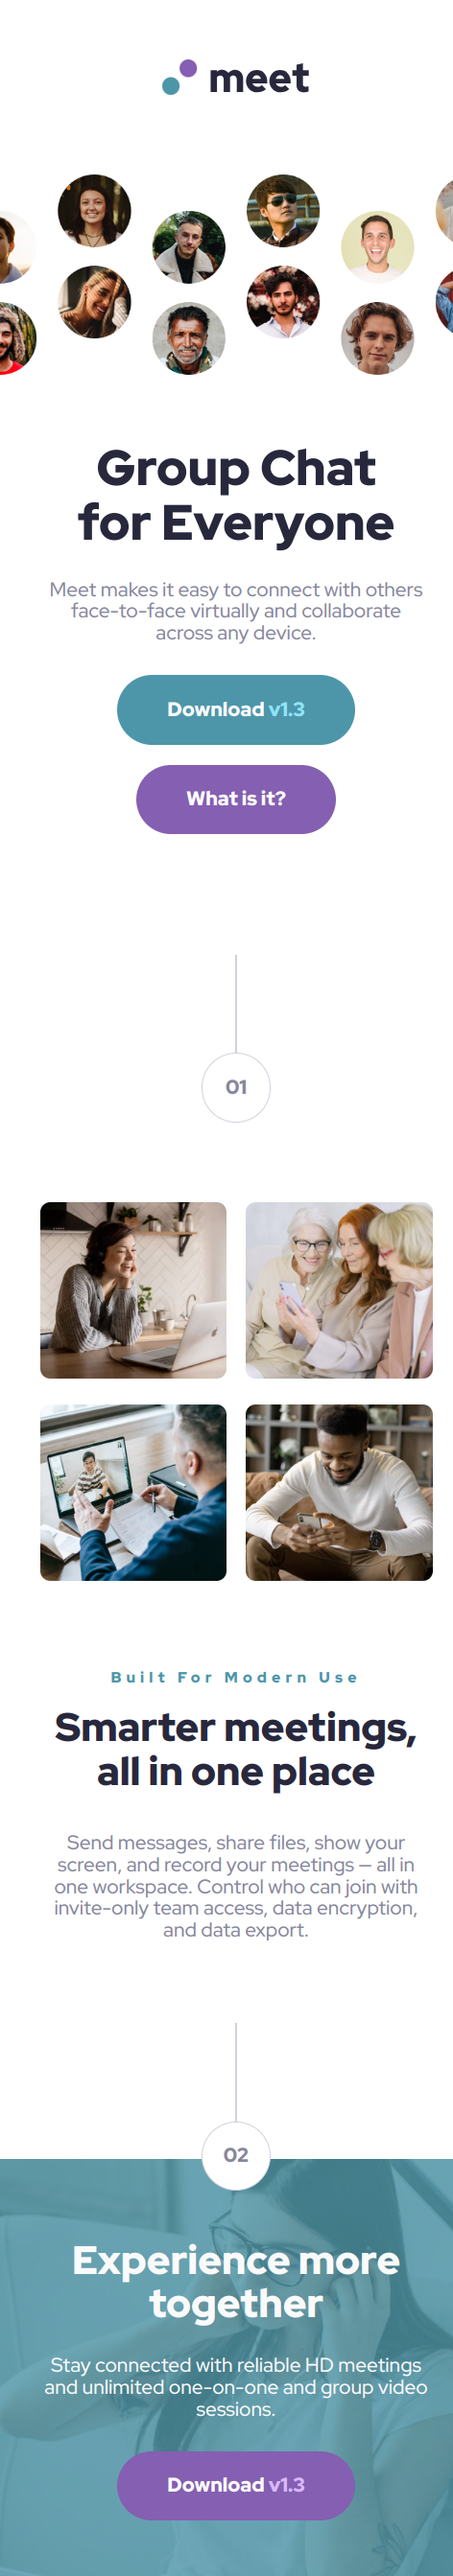 meet
Group Chat
for Everyone
Meet makes it easy to connect with others
face-to-face virtually and collaborate
across any device.
Download v1.3
What is it?
01
Built For Modern Use
Smarter meetings,
all in one place
Send messages, share files, show your
screen, and record your meetings — all in
one workspace. Control who can join with
invite-only team access, data encryption,
and data export.
02
Experience more
together
Stay connected with reliable HD meetings
and unlimited one-on-one and group video
sessions.
Download v1.3